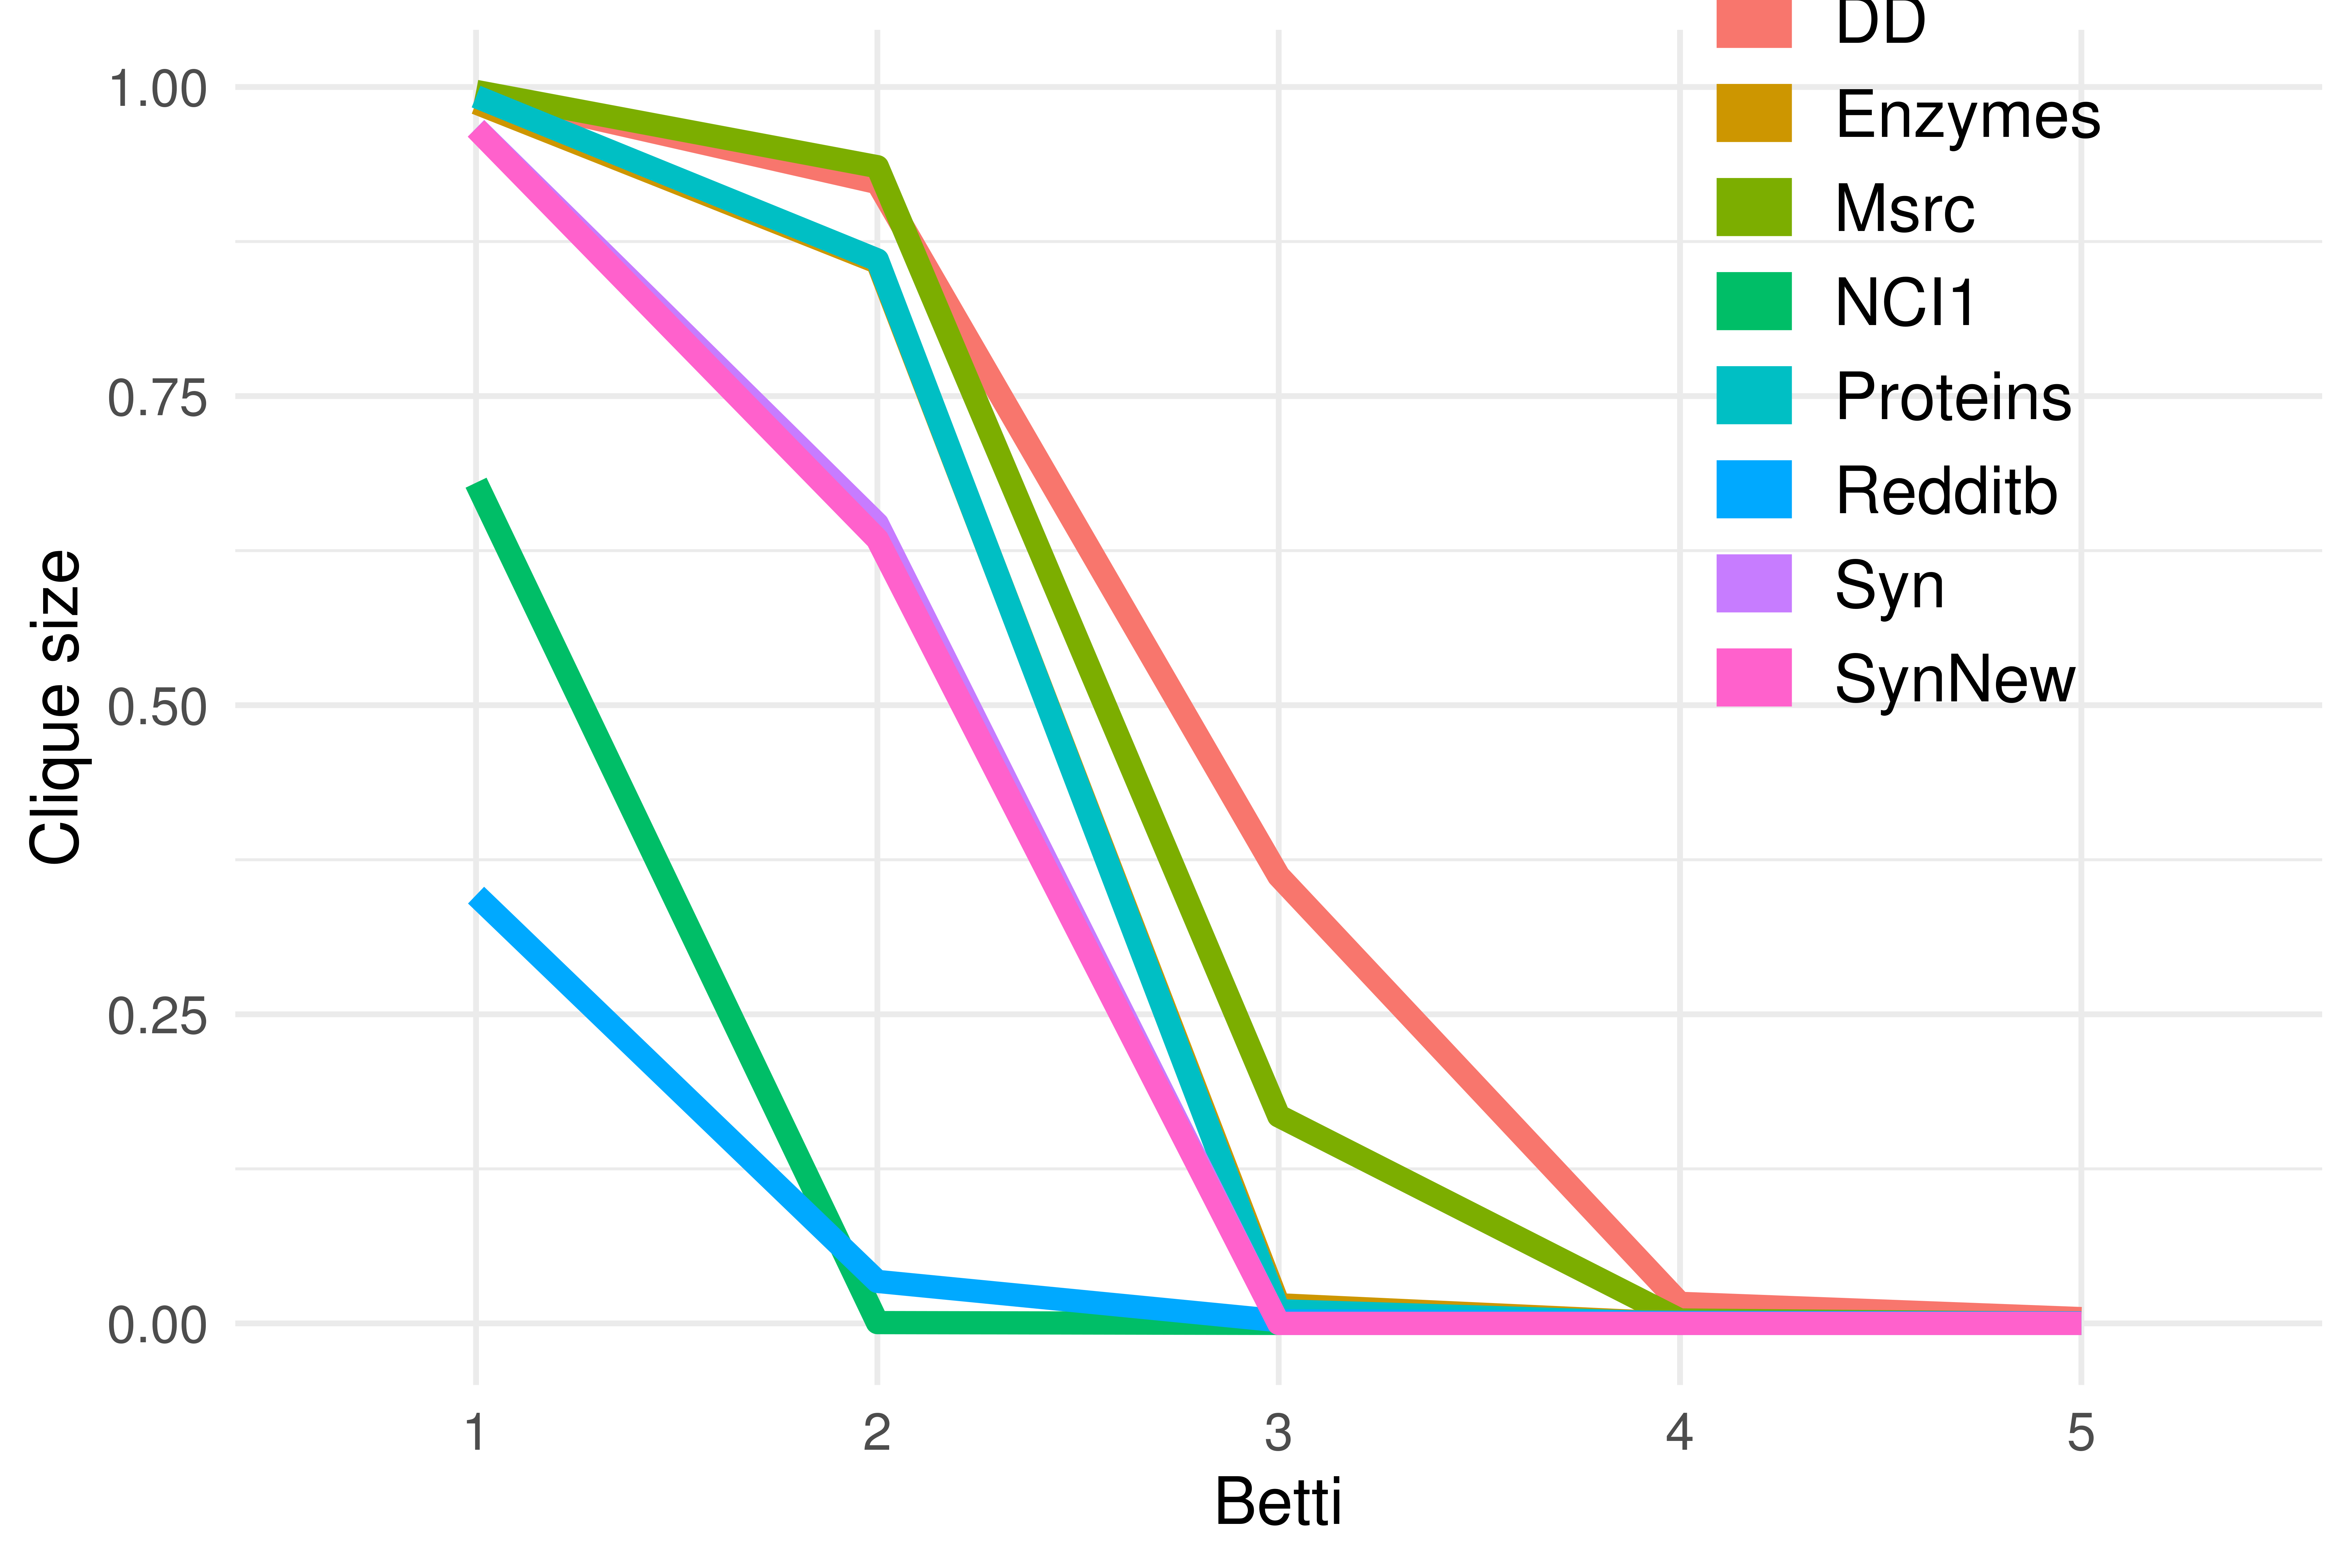 DD
Enzymes
Msrc
NCI1
Proteins
Redditb
Syn
SynNew
1.00
0.75
0.50
0.25
0.00
Clique size
1 2 3 4 5
Betti